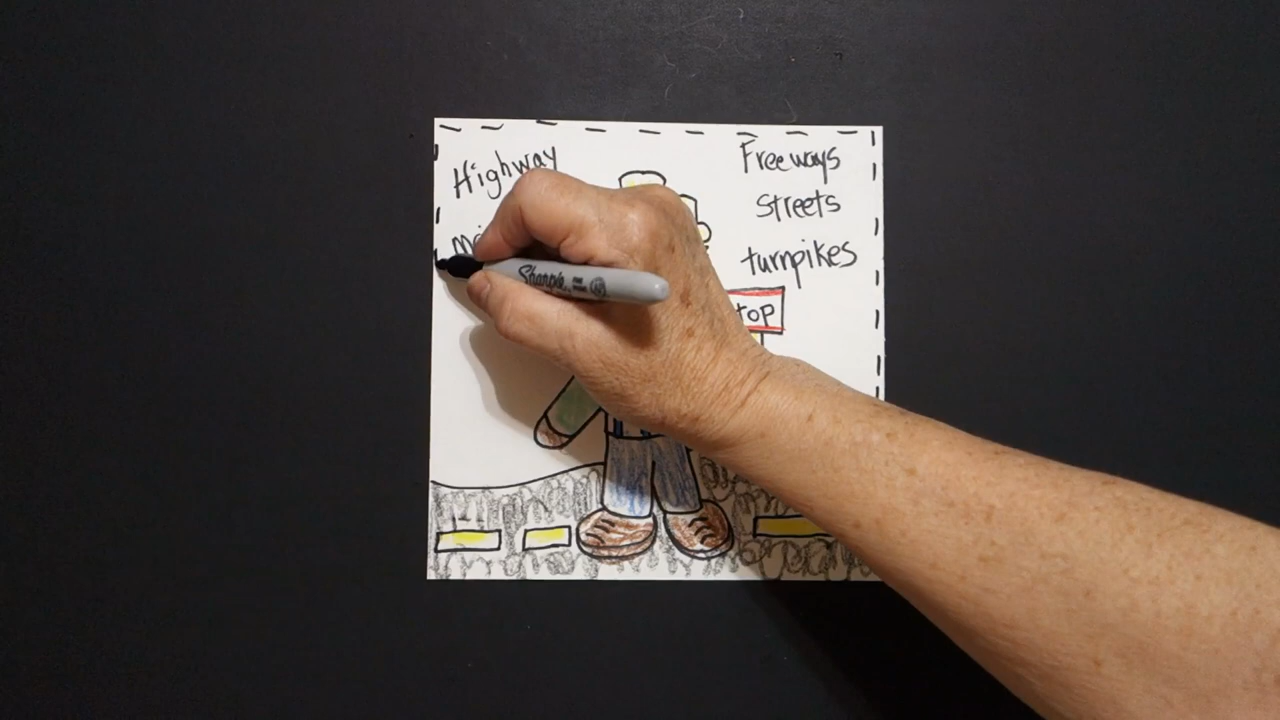 Highway
Freeways
streets
turnpikes
top
Sharpie